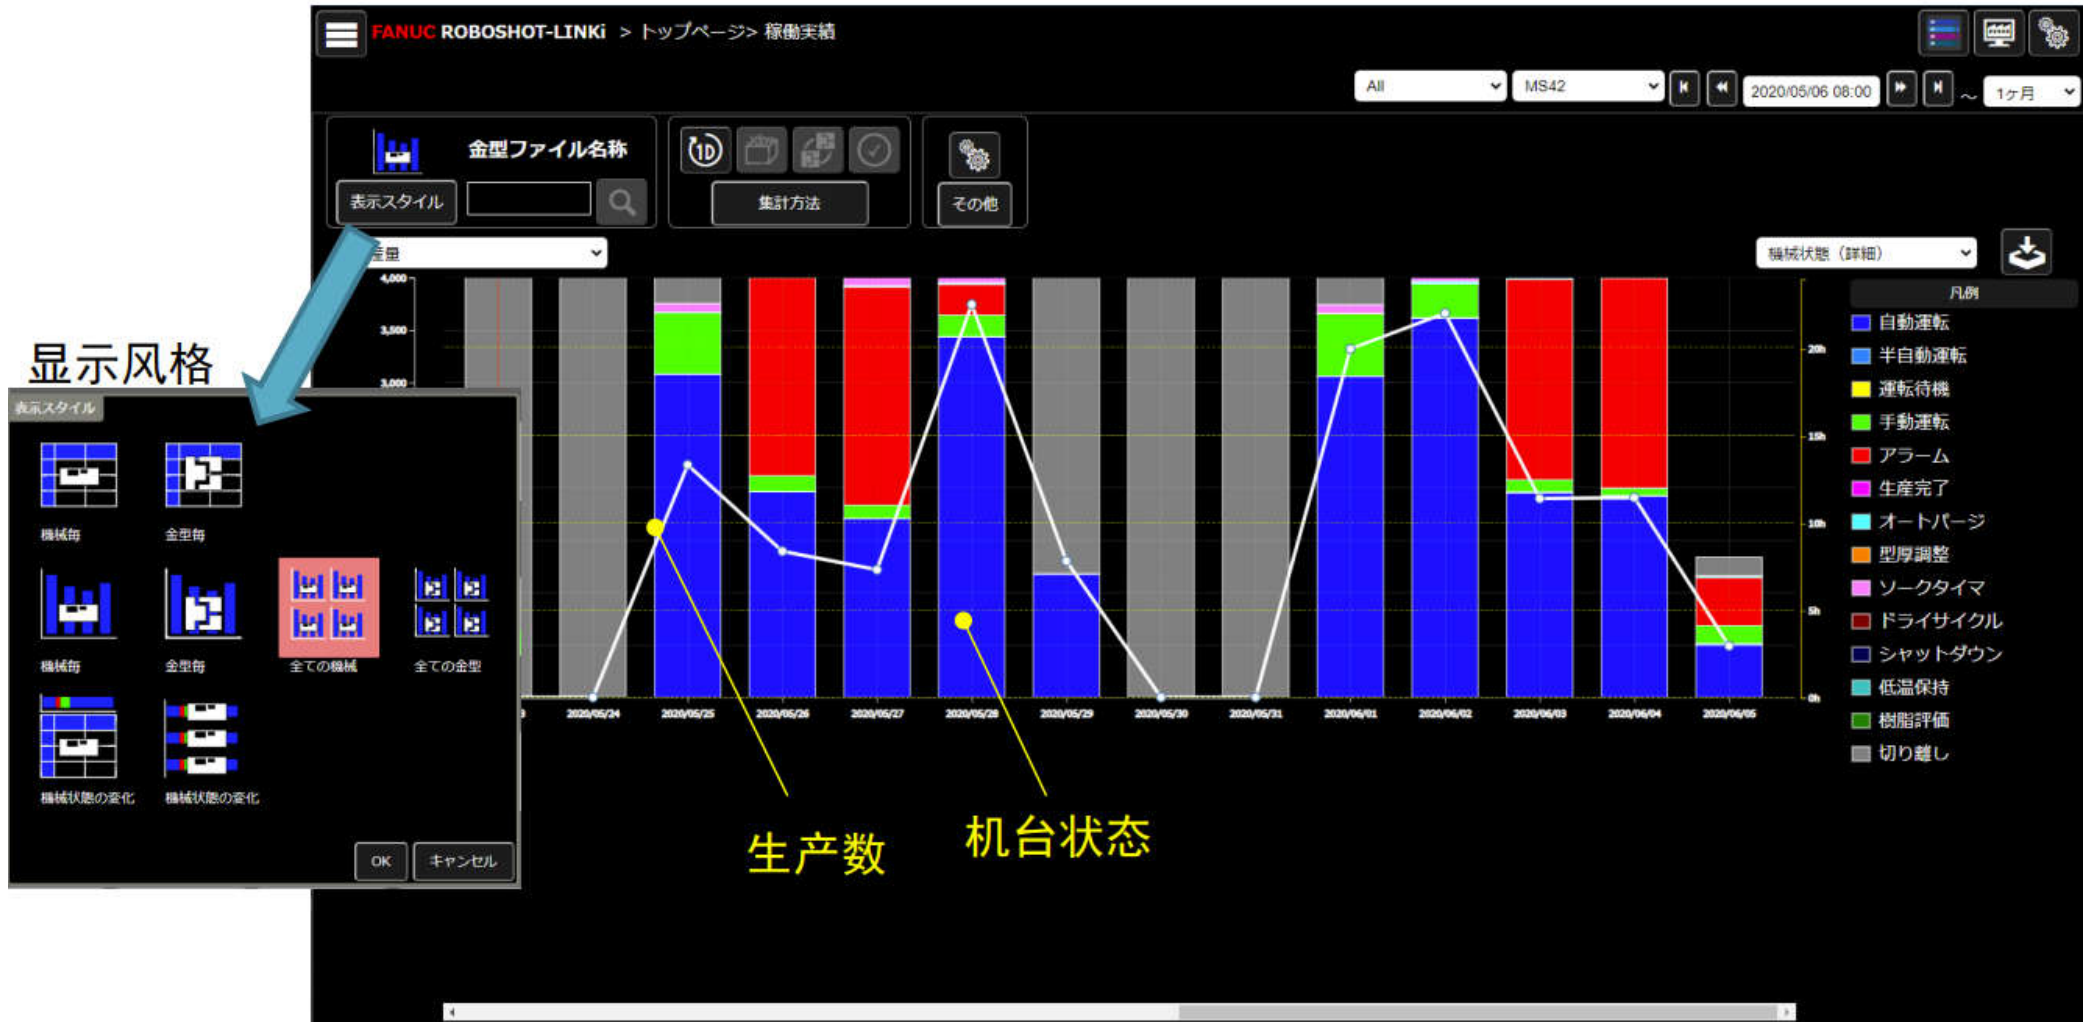 FANUC ROBOSHOT-LINKi > トップページ> 稼働実績
All
MS42
2020/05/06 08:00
～
1ヶ月
金型ファイル名称
表示スタイル
1D
集計方法
その他
産量
機械状態（詳細）
4,000
3,500
3,000
20h
15h
10h
5h
0h
3
2020/05/24
2020/05/25
2020/05/26
2020/05/27
2020/05/28
2020/05/29
2020/05/30
2020/05/31
2020/06/01
2020/06/02
2020/06/03
2020/06/04
2020/06/05
凡例
自動運転
半自動運転
運転待機
手動運転
アラーム
生産完了
オートパージ
型厚調整
ソークタイマ
ドライサイクル
シャットダウン
低温保持
樹脂評価
切り離し
显示风格
表示スタイル
機械毎
金型毎
機械毎
金型毎
全ての機械
全ての金型
機械状態の変化
機械状態の変化
OK
キャンセル
生产数
机台状态